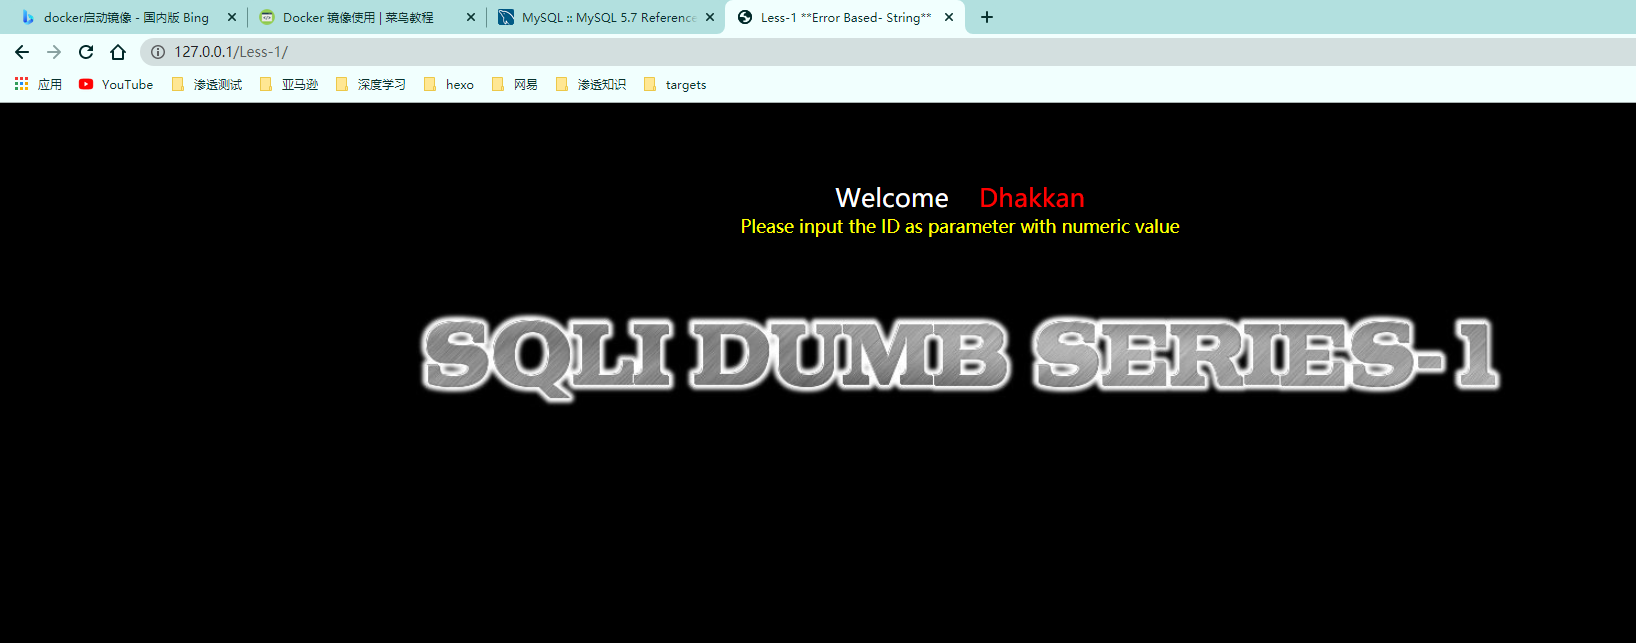 docker启动镜像 - 国内版 Bing
Docker 镜像使用 | 菜鸟教程
MySQL :: MySQL 5.7 Reference
Less-1 **Error Based- String**
127.0.0.1/Less-1/
应用 YouTube 渗透测试 亚马逊 深度学习 hexo 网易 渗透知识 targets
Welcome Dhakkan
Please input the ID as parameter with numeric value
SQLI DUMB SERIES-1